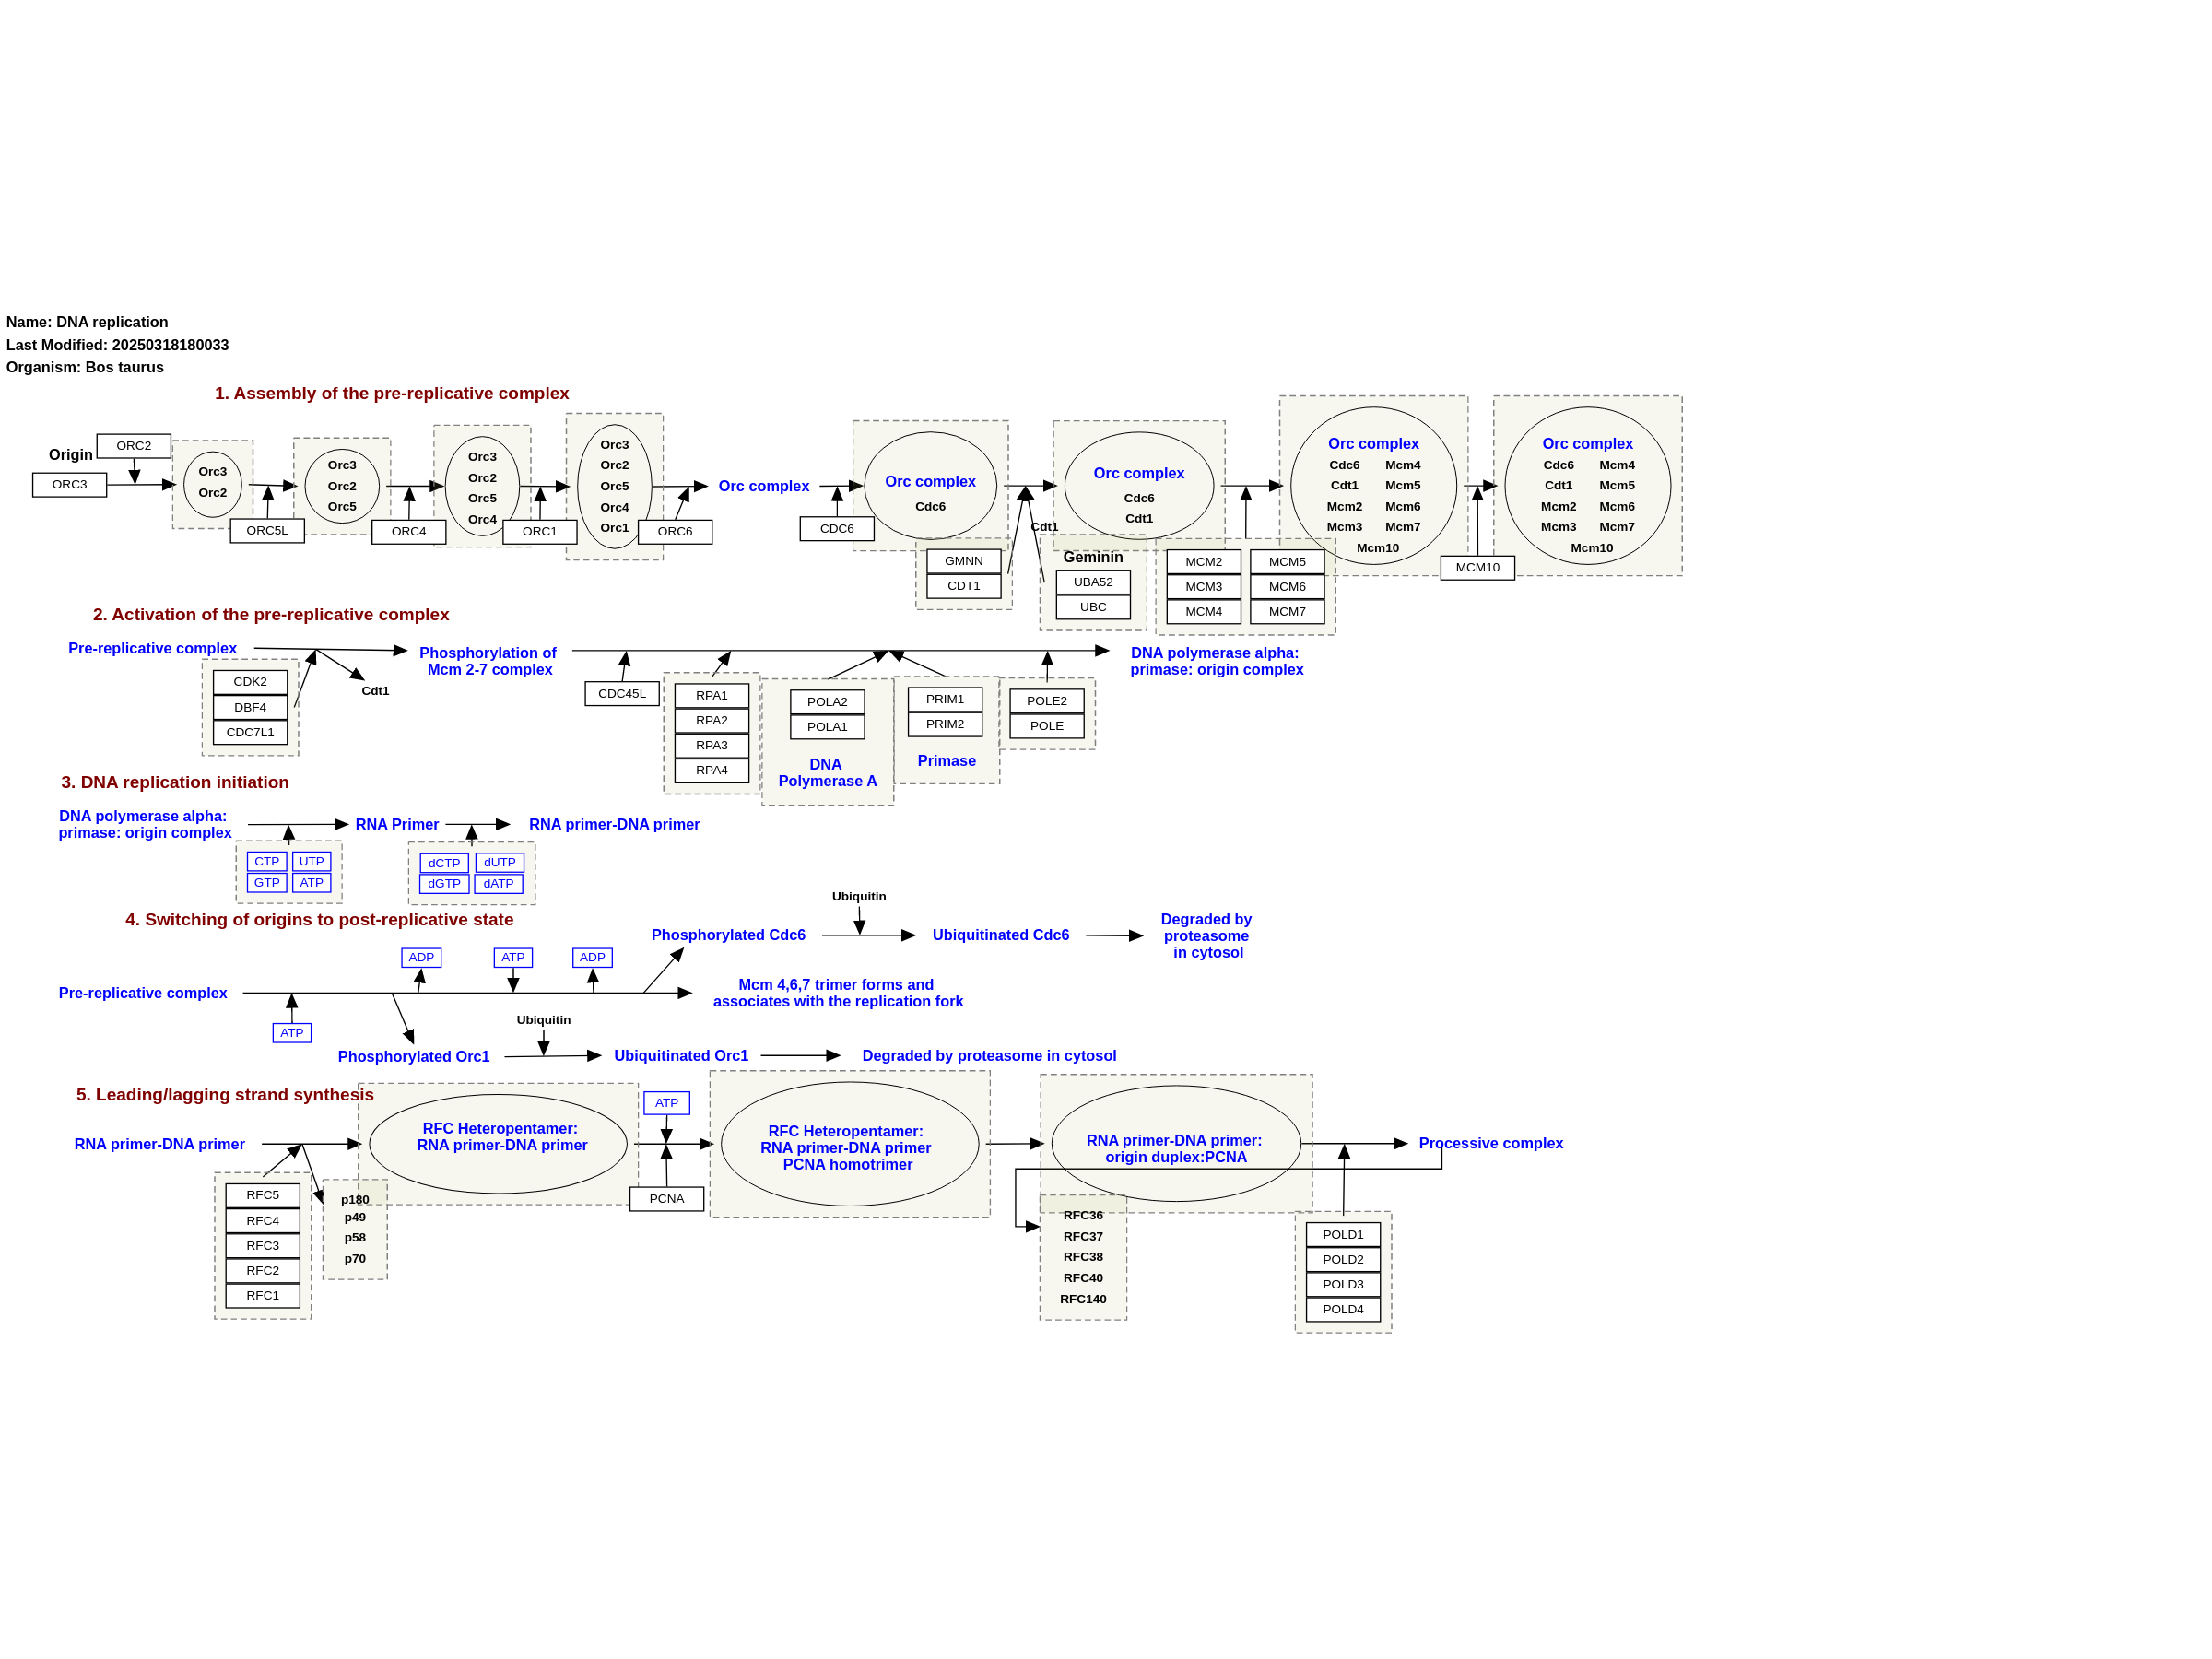 Name: DNA replication
Last Modified: 20250318180033
Organism: Bos taurus
1. Assembly of the pre-replicative complex
Origin
ORC2
ORC3
Orc3
Orc2
ORC5L
Orc3
Orc2
Orc5
ORC4
Orc3
Orc2
Orc5
Orc4
ORC1
Orc3
Orc2
Orc5
Orc4
Orc1
ORC6
Orc complex
CDC6
Orc complex
Cdc6
GMNN
CDT1
Cdt1
Geminin
UBA52
UBC
Orc complex
Cdc6
Cdt1
MCM2
MCM3
MCM4
MCM5
MCM6
MCM7
Orc complex
Cdc6 Mcm4
Cdt1 Mcm5
Mcm2 Mcm6
Mcm3 Mcm7
Mcm10
MCM10
Orc complex
Cdc6 Mcm4
Cdt1 Mcm5
Mcm2 Mcm6
Mcm3 Mcm7
Mcm10
2. Activation of the pre-replicative complex
Pre-replicative complex
CDK2
DBF4
CDC7L1
Cdt1
Phosphorylation of
Mcm 2-7 complex
CDC45L
RPA1
RPA2
RPA3
RPA4
POLA2
POLA1
DNA
Polymerase A
PRIM1
PRIM2
Primase
POLE2
POLE
DNA polymerase alpha:
primase: origin complex
3. DNA replication initiation
DNA polymerase alpha:
primase: origin complex
CTP UTP
GTP ATP
RNA Primer
dCTP dUTP
dGTP dATP
RNA primer-DNA primer
4. Switching of origins to post-replicative state
Pre-replicative complex
ATP
ADP
ATP
ADP
Phosphorylated Cdc6
Ubiquitin
Ubiquitinated Cdc6
Degraded by
proteasome
in cytosol
Mcm 4,6,7 trimer forms and
associates with the replication fork
Phosphorylated Orc1
Ubiquitin
Ubiquitinated Orc1
Degraded by proteasome in cytosol
5. Leading/lagging strand synthesis
RNA primer-DNA primer
RFC5
RFC4
RFC3
RFC2
RFC1
p180
p49
p58
p70
RFC Heteropentamer:
RNA primer-DNA primer
ATP
PCNA
RFC Heteropentamer:
RNA primer-DNA primer
PCNA homotrimer
RNA primer-DNA primer:
origin duplex:PCNA
RFC36
RFC37
RFC38
RFC40
RFC140
POLD1
POLD2
POLD3
POLD4
Processive complex